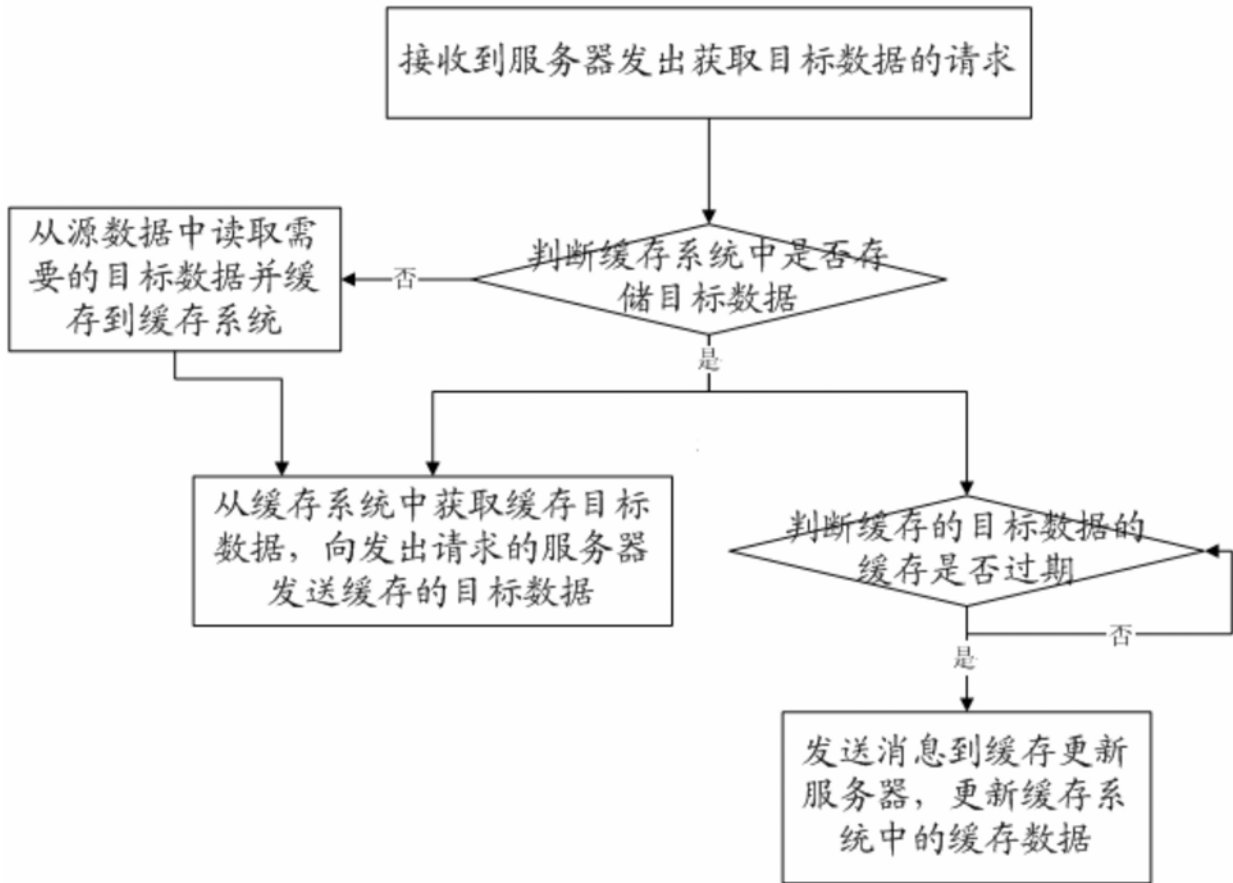 接收到服务器发出获取目标数据的请求
从源数据中读取需
要的目标数据并缓
存到缓存系统
否
判断缓存系统中是否存
储目标数据
是
从缓存系统中获取缓存目标
数据，向发出请求的服务器
发送缓存的目标数据
判断缓存的目标数据的
缓存是否过期
否
是
发送消息到缓存更新
服务器，更新缓存系
统中的缓存数据